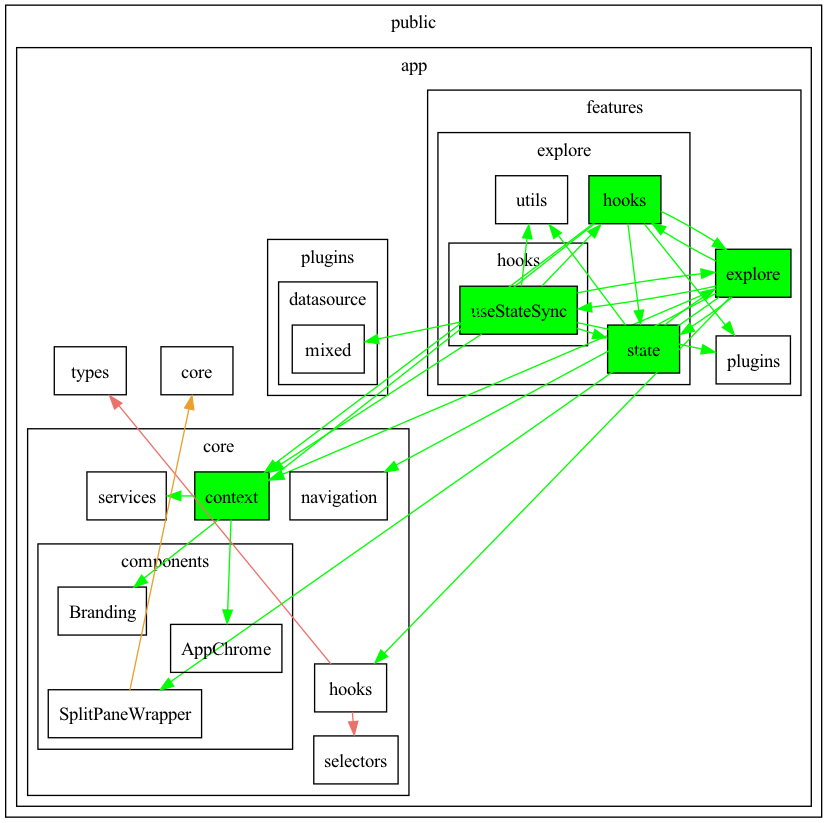 public
app
features
explore
utils
hooks
hooks
plugins
explore
datasource
useStateSync
mixed
state
plugins
types
core
core
services
context
navigation
components
Branding
AppChrome
hooks
SplitPaneWrapper
selectors